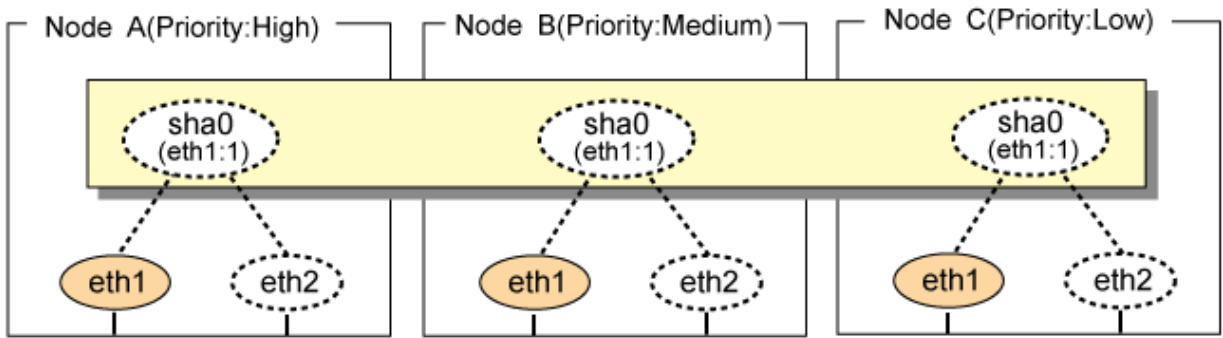 Node A(Priority:High)
Node B(Priority:Medium)
Node C(Priority:Low)
sha0
(eth1:1)
sha0
(eth1:1)
sha0
(eth1:1)
eth1
eth2
eth1
eth2
eth1
eth2